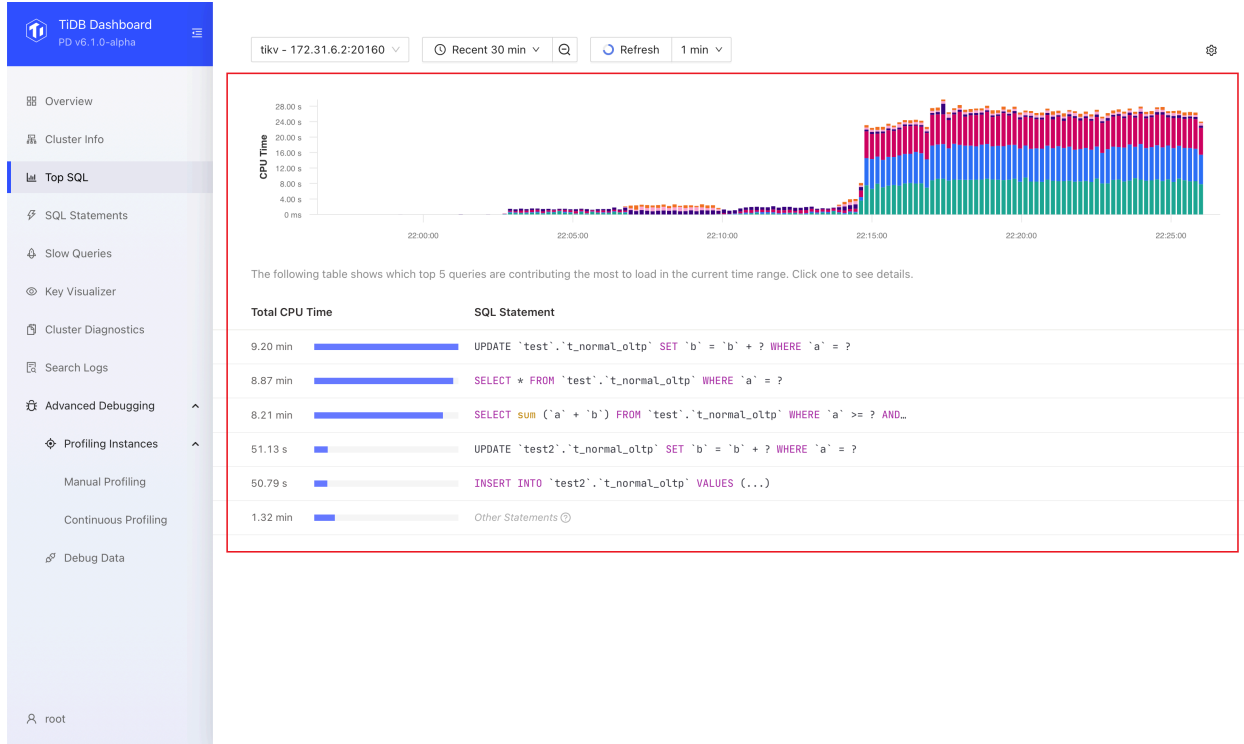 TiDB Dashboard
PD v6.1.0-alpha
Overview
Cluster Info
Top SQL
SQL Statements
Slow Queries
Key Visualizer
Cluster Diagnostics
Search Logs
Advanced Debugging
Profiling Instances
Manual Profiling
Continuous Profiling
Debug Data
root
tikv - 172.31.6.2:20160 Recent 30 min Refresh 1 min
CPU Time
28.00 s
24.00 s
20.00 s
16.00 s
12.00 s
8.00 s
4.00 s
0 ms
22:00:00 22:05:00 22:10:00 22:15:00 22:20:00 22:25:00
The following table shows which top 5 queries are contributing the most to load in the current time range. Click one to see details.
Total CPU Time SQL Statement
9.20 min UPDATE `test`.`t_normal_oltp` SET `b` = `b` + ? WHERE `a` = ?
8.87 min SELECT * FROM `test`.`t_normal_oltp` WHERE `a` = ?
8.21 min SELECT sum (`a` + `b`) FROM `test`.`t_normal_oltp` WHERE `a` >= ? AND…
51.13 s UPDATE `test2`.`t_normal_oltp` SET `b` = `b` + ? WHERE `a` = ?
50.79 s INSERT INTO `test2`.`t_normal_oltp` VALUES (...)
1.32 min Other Statements